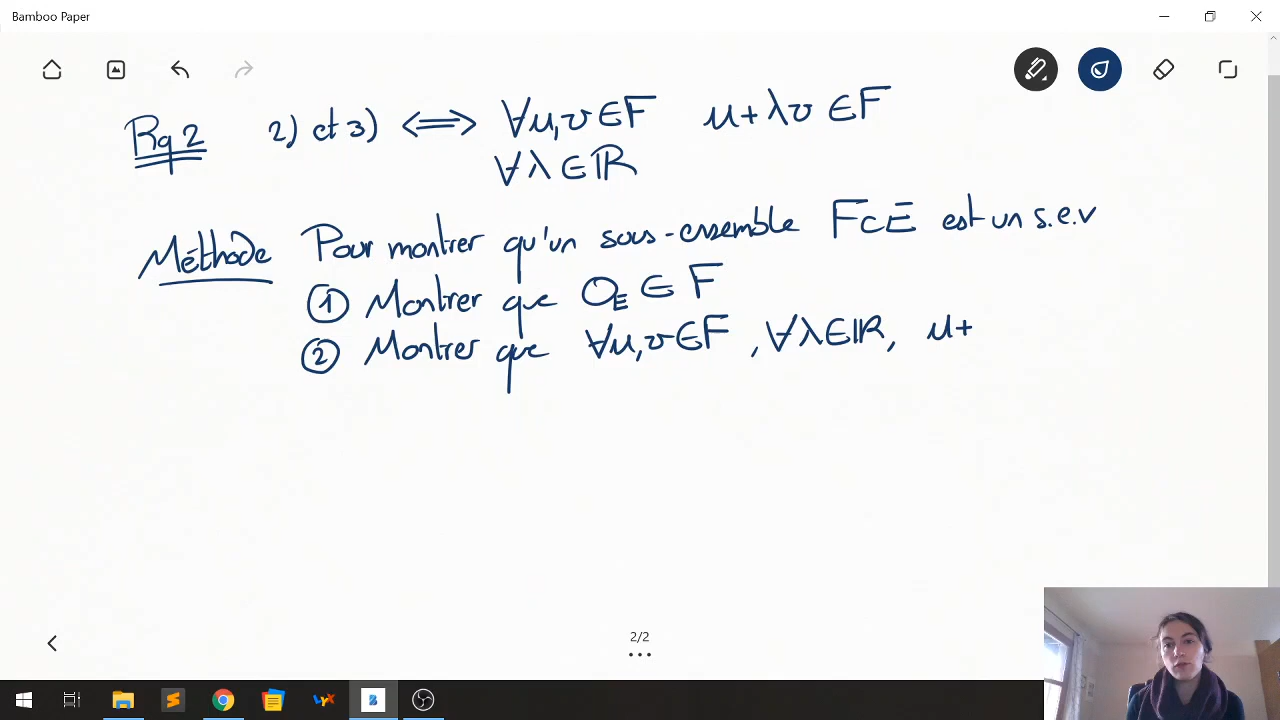 Bamboo Paper
Rq 2 2) et 3) ⟺ ∀u, v ∈ F u + λv ∈ F
∀λ ∈ ℝ
Méthode Pour montrer qu'un sous-ensemble F ⊂ E est un s.e.v
① Montrer que 0_E ∈ F
② Montrer que ∀u, v ∈ F, ∀λ ∈ ℝ, u+
2/2